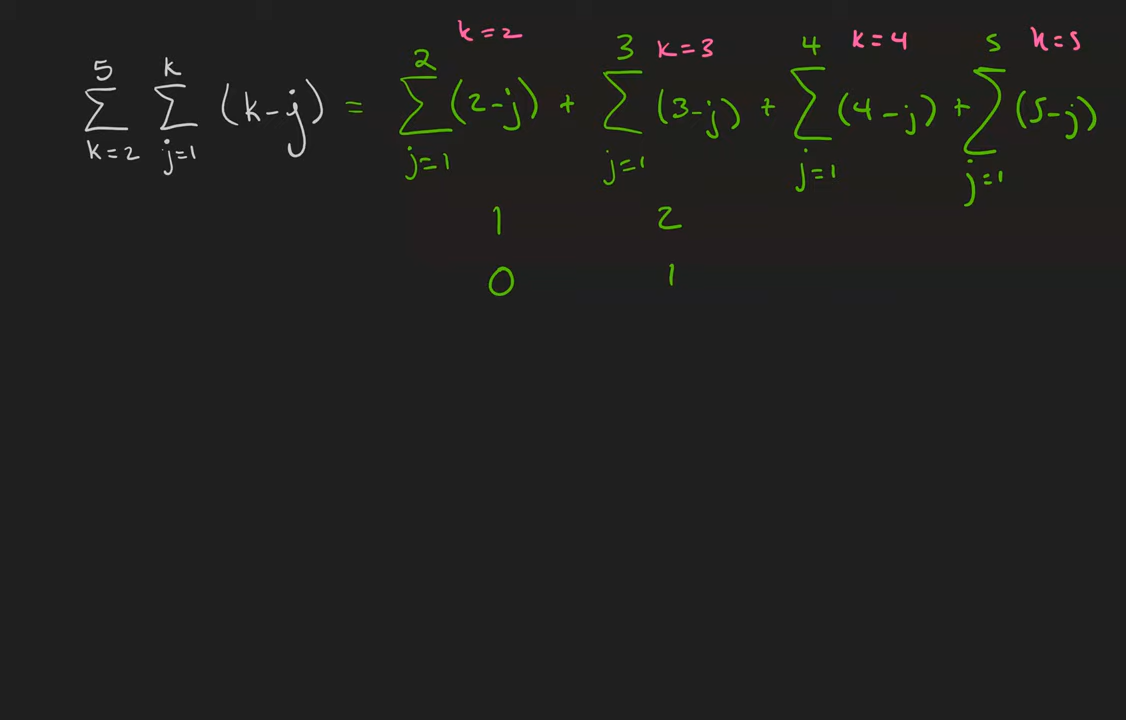 k=2 k=3 k=4 k=5
5 k 2 3 4 5
∑ ∑ (k-j) = ∑ (2-j) + ∑ (3-j) + ∑ (4-j) + ∑ (5-j)
k=2 j=1 j=1 j=1 j=1 j=1
1 2
0 1